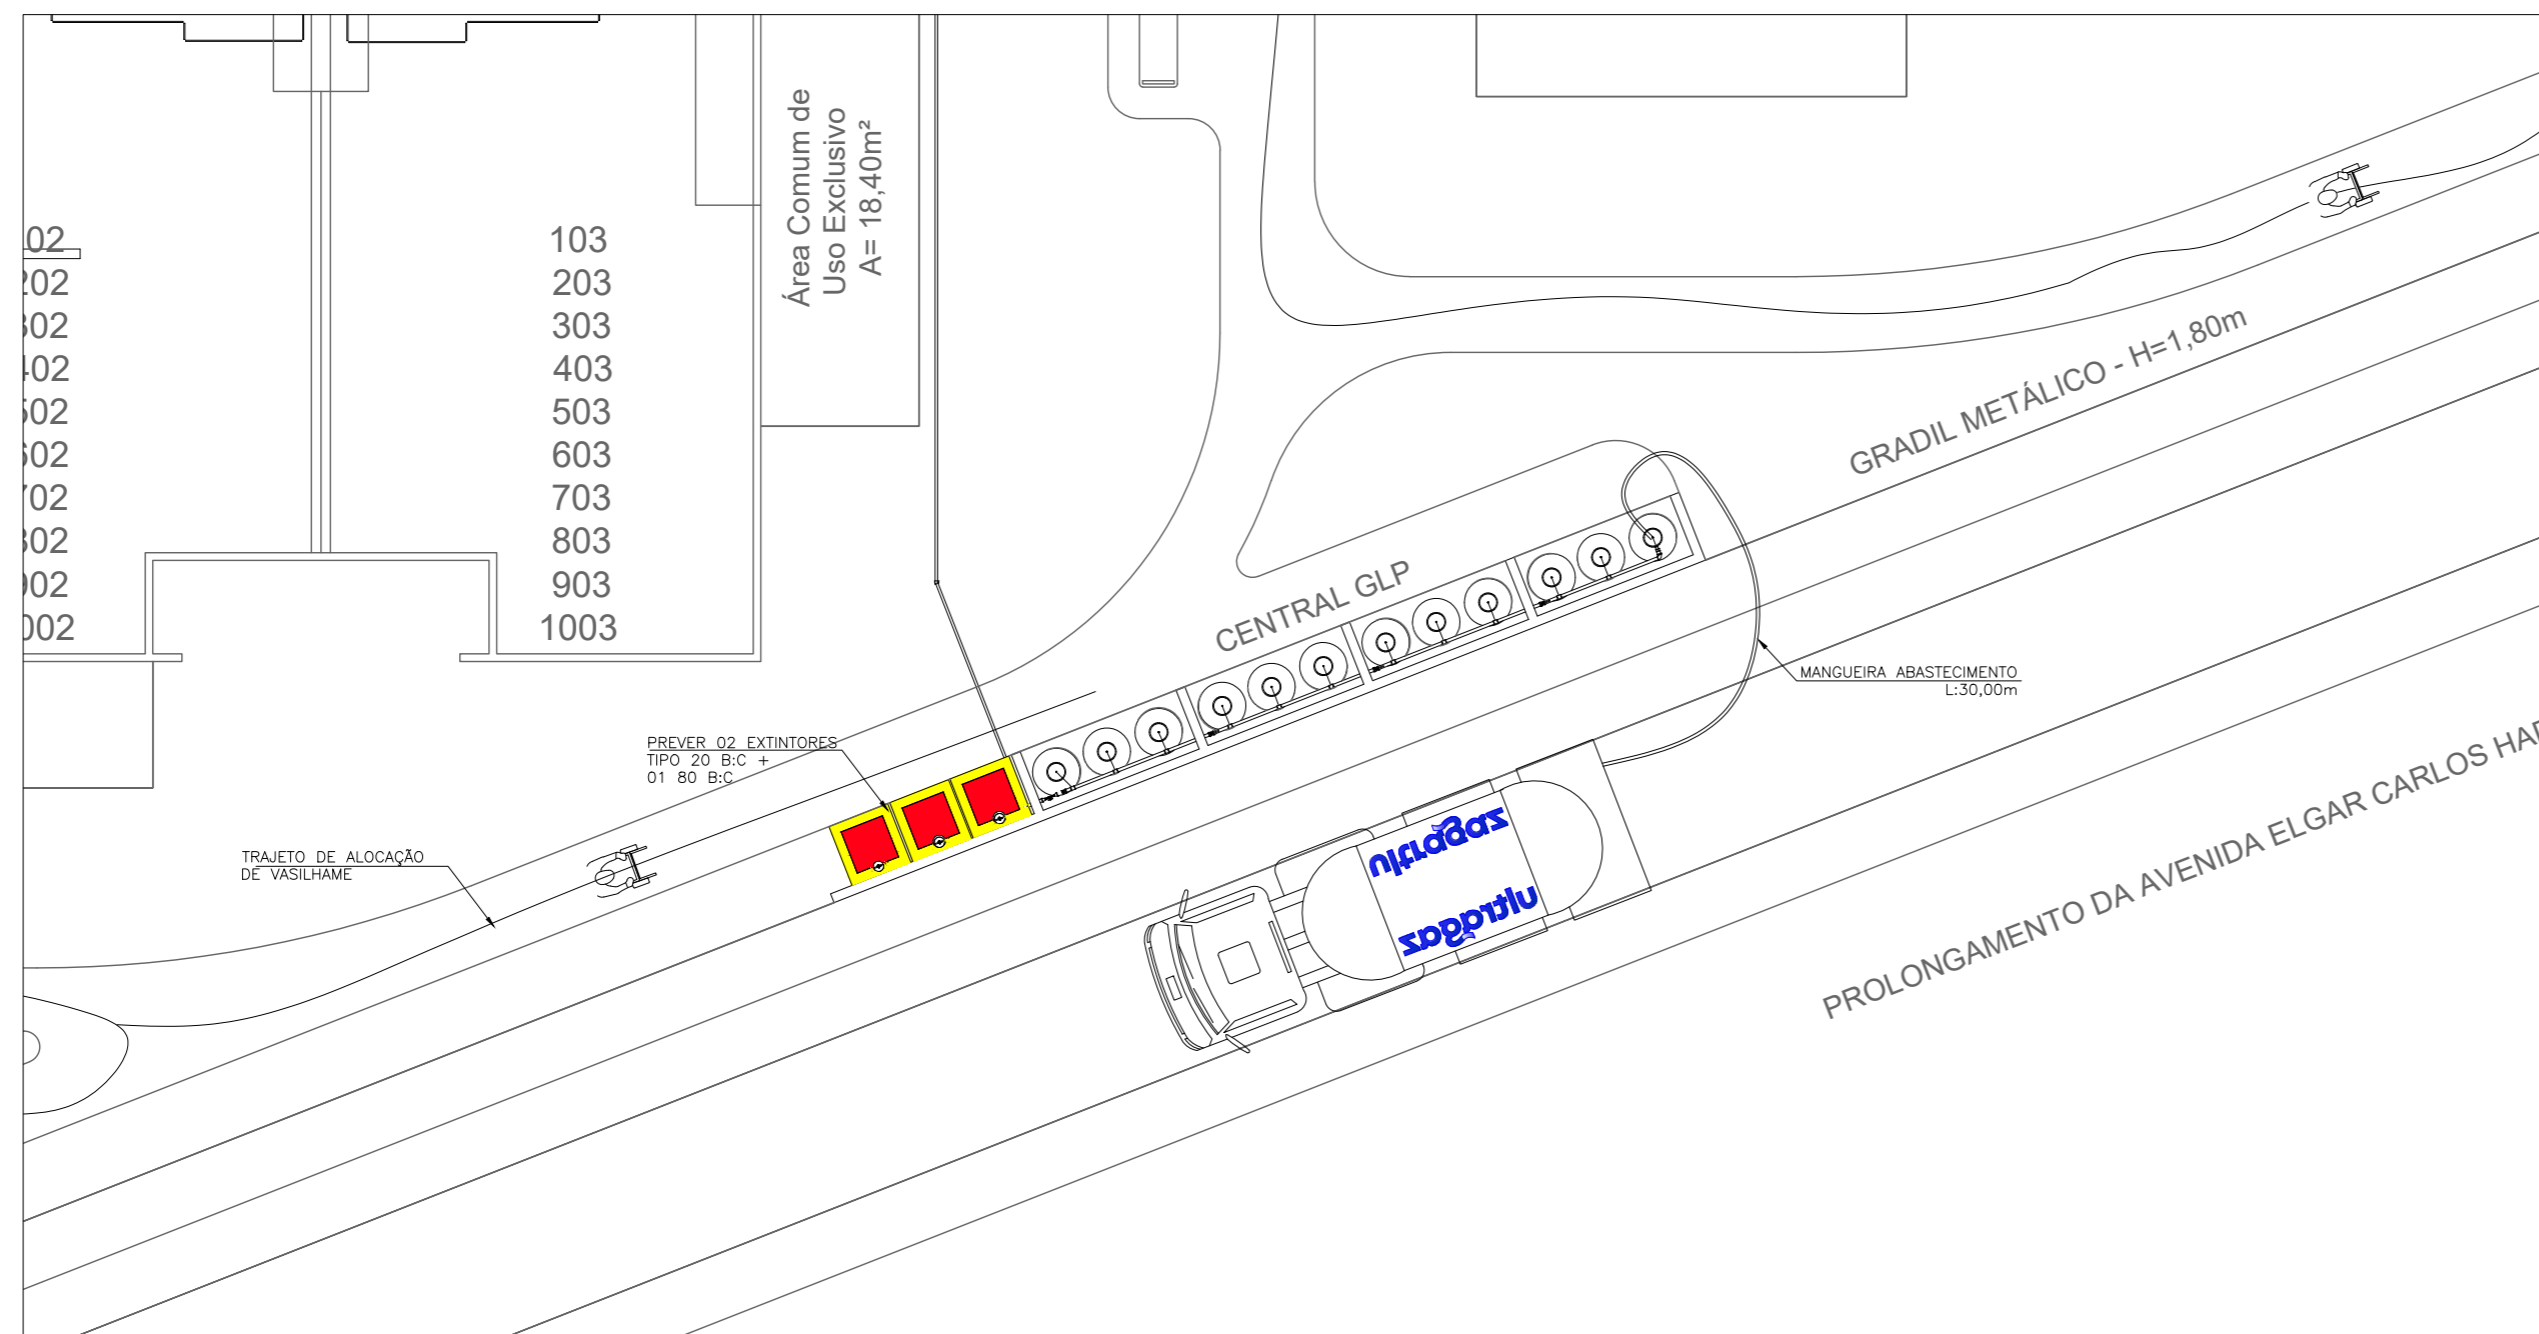 Área Comum de
Uso Exclusivo
A= 18,40m²
02
202
302
402
502
602
702
802
902
002
103
203
303
403
503
603
703
803
903
1003
GRADIL METÁLICO - H=1,80m
CENTRAL GLP
MANGUEIRA ABASTECIMENTO
L:30,00m
PREVER 02 EXTINTORES
TIPO 20 B:C +
01 80 B:C
TRAJETO DE ALOCAÇÃO
DE VASILHAME
ultragaz
ultragaz
PROLONGAMENTO DA AVENIDA ELGAR CARLOS